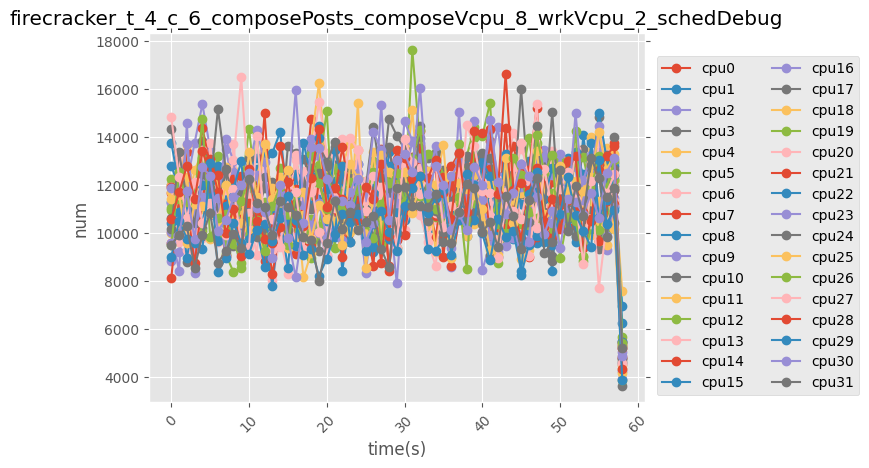 firecracker_t_4_c_6_composePosts_composeVcpu_8_wrkVcpu_2_schedDebug
18000
16000
14000
12000
10000
8000
6000
4000
num
0
10
20
30
40
50
60
time(s)
cpu0
cpu1
cpu2
cpu3
cpu4
cpu5
cpu6
cpu7
cpu8
cpu9
cpu10
cpu11
cpu12
cpu13
cpu14
cpu15
cpu16
cpu17
cpu18
cpu19
cpu20
cpu21
cpu22
cpu23
cpu24
cpu25
cpu26
cpu27
cpu28
cpu29
cpu30
cpu31